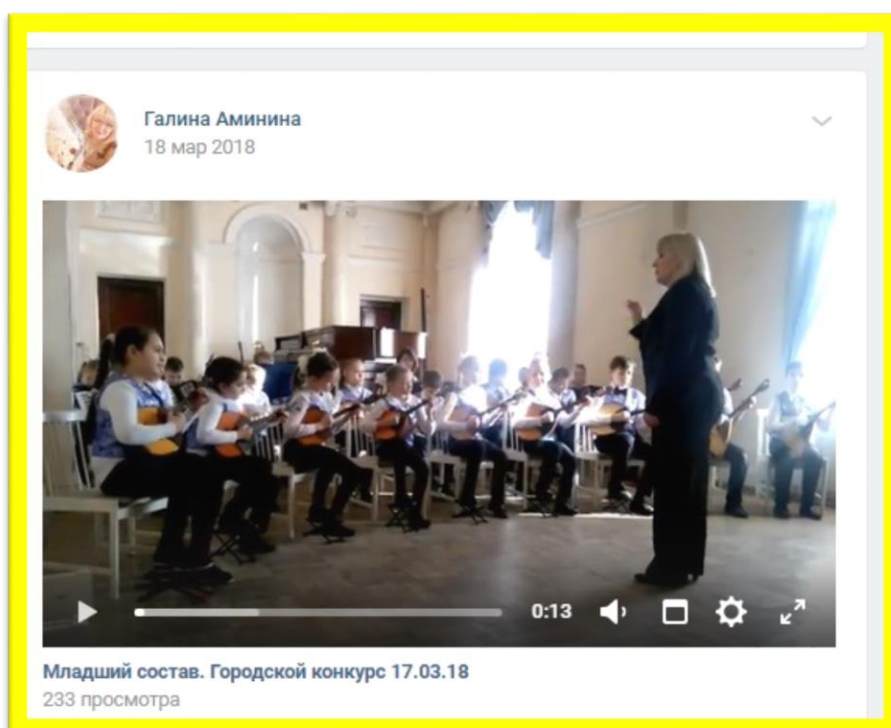 Галина Аминина
18 мар 2018
0:13
Младший состав. Городской конкурс 17.03.18
233 просмотра